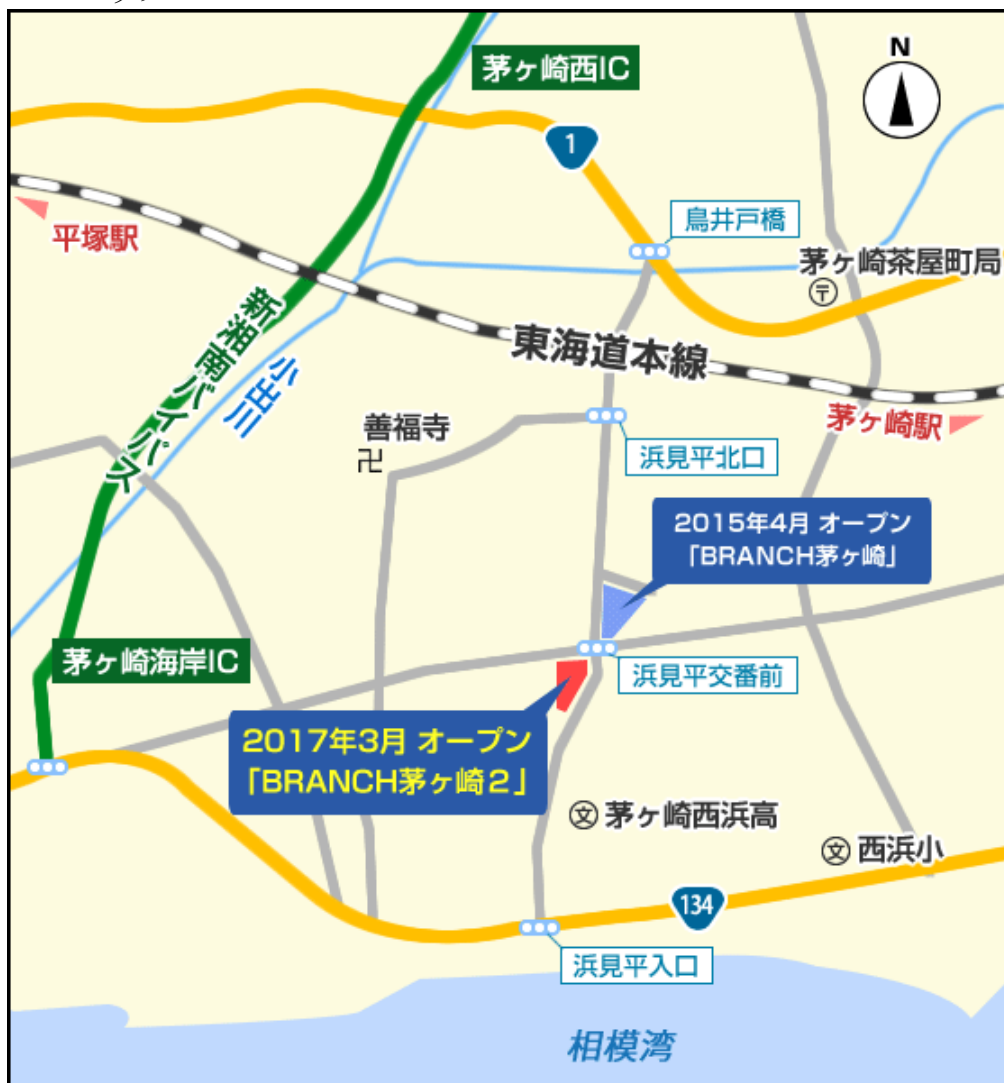 茅ヶ崎西IC
N
1
鳥井戸橋
平塚駅
茅ヶ崎茶屋町局
〒
新湘南バイパス
東海道本線
小出川
茅ヶ崎駅
善福寺
卍
浜見平北口
2015年4月 オープン
「BRANCH茅ヶ崎」
茅ヶ崎海岸IC
浜見平交番前
2017年3月 オープン
「BRANCH茅ヶ崎2」
文 茅ヶ崎西浜高
文 西浜小
134
浜見平入口
相模湾